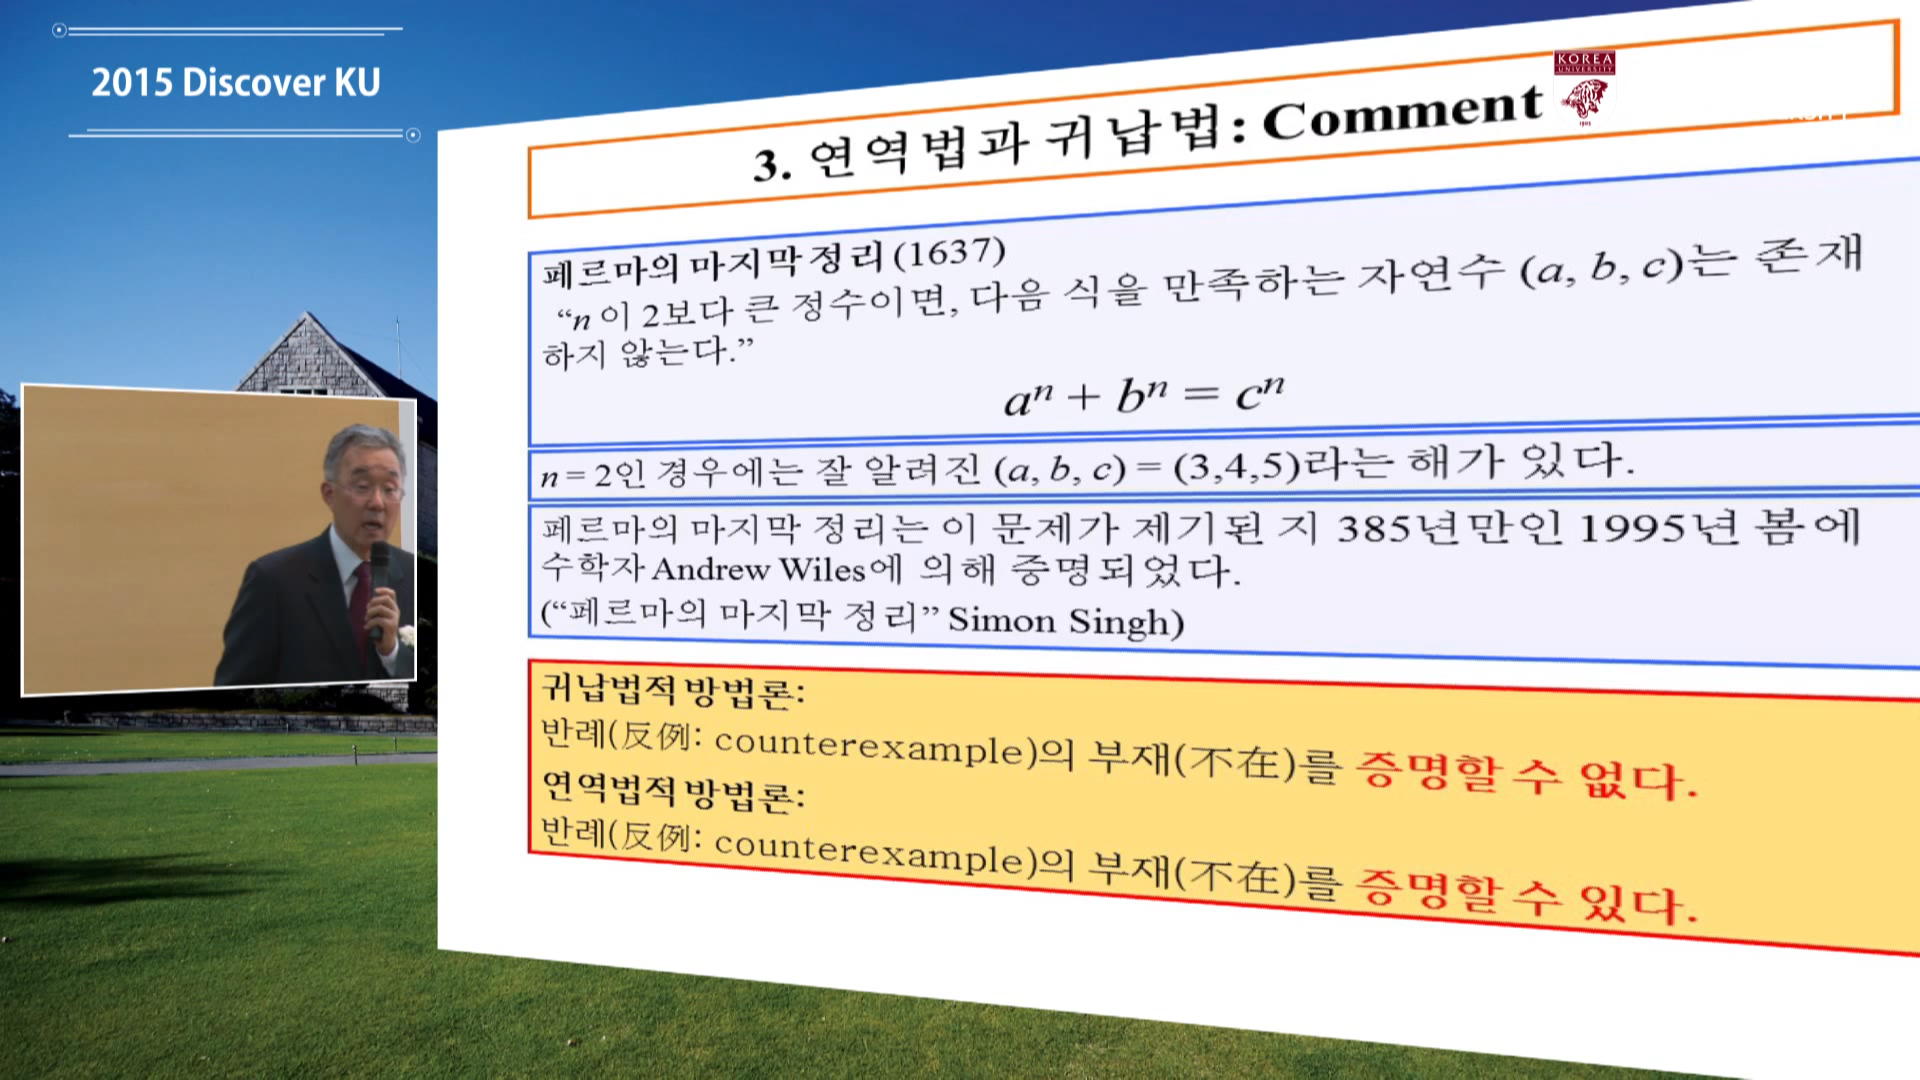 2015 Discover KU
KOREA
UNIVERSITY
1905
3. 연역법과 귀납법: Comment
페르마의 마지막 정리 (1637)
“n 이 2보다 큰 정수이면, 다음 식을 만족하는 자연수 (a, b, c)는 존재
하지 않는다.”
aⁿ + bⁿ = cⁿ
n = 2인 경우에는 잘 알려진 (a, b, c) = (3,4,5)라는 해가 있다.
페르마의 마지막 정리는 이 문제가 제기된 지 385년만인 1995년 봄에
수학자 Andrew Wiles에 의해 증명되었다.
(“페르마의 마지막 정리” Simon Singh)
귀납법적 방법론:
반례(反例: counterexample)의 부재(不在)를 증명할 수 없다.
연역법적 방법론:
반례(反例: counterexample)의 부재(不在)를 증명할 수 있다.